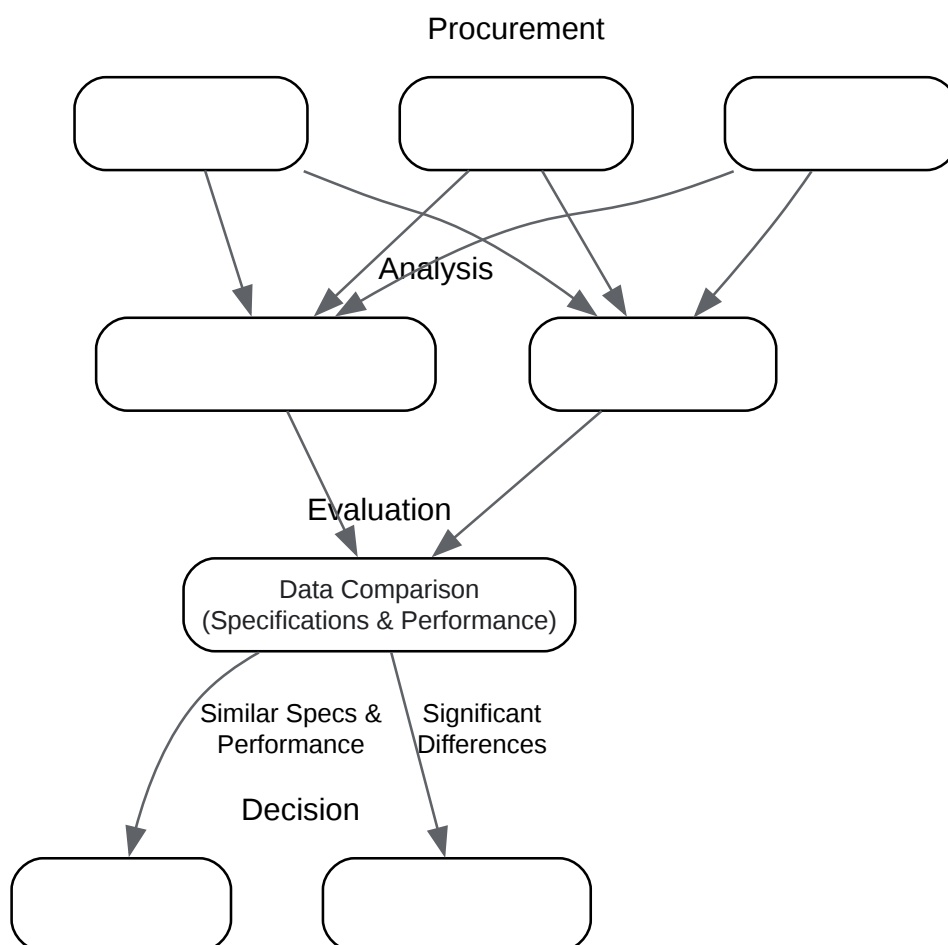 Procurement
Analysis
Evaluation
Data Comparison
(Specifications & Performance)
Similar Specs &
Performance
Significant
Differences
Decision